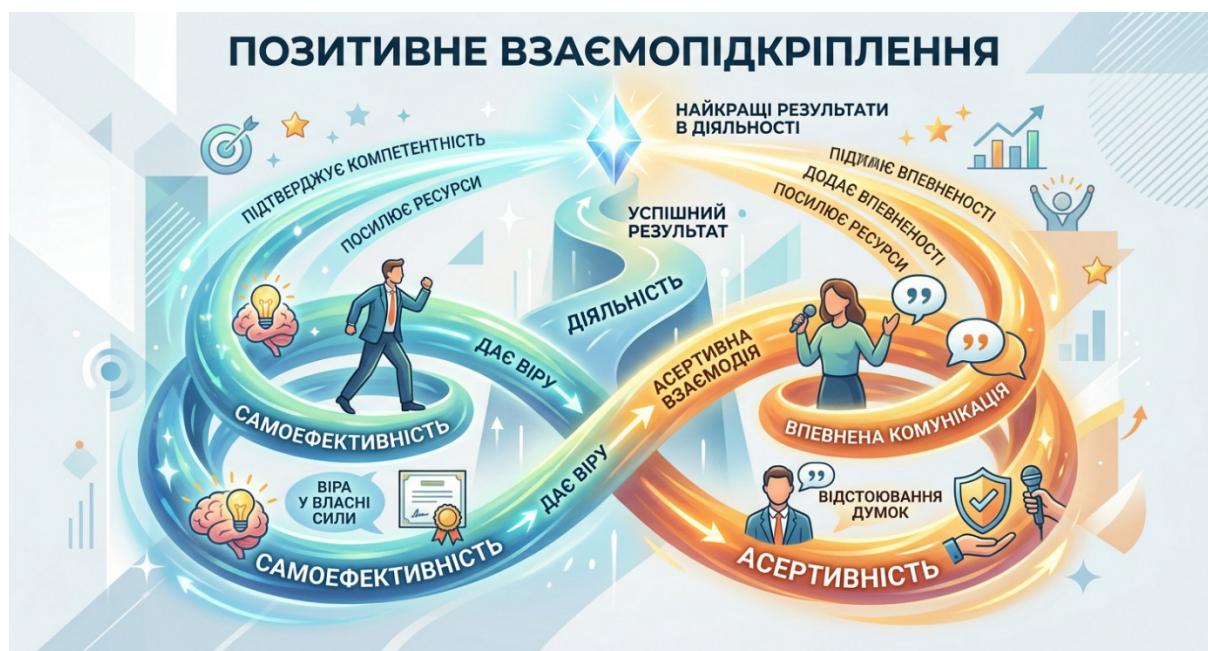 ПОЗИТИВНЕ ВЗАЄМОПІДКРІПЛЕННЯ
НАЙКРАЩІ РЕЗУЛЬТАТИ
В ДІЯЛЬНОСТІ
ПІДТВЕРДЖУЄ КОМПЕТЕНТНІСТЬ
ПОСИЛЮЄ РЕСУРСИ
УСПІШНИЙ
РЕЗУЛЬТАТ
ВПЕВНЕНОСТІ
ДОДАЄ ВПЕВНЕНОСТІ
ПОСИЛЮЄ РЕСУРСИ
ДІЯЛЬНІСТЬ
ДАЄ ВІРУ
АСЕРТИВНА
ВЗАЄМОДІЯ
САМОЕФЕКТИВНІСТЬ
ВПЕВНЕНА КОМУНІКАЦІЯ
ВІРА
У ВЛАСНІ
СИЛИ
ДАЄ ВІРУ
ВІДСТОЮВАННЯ
ДУМОК
САМОЕФЕКТИВНІСТЬ
АСЕРТИВНІСТЬ